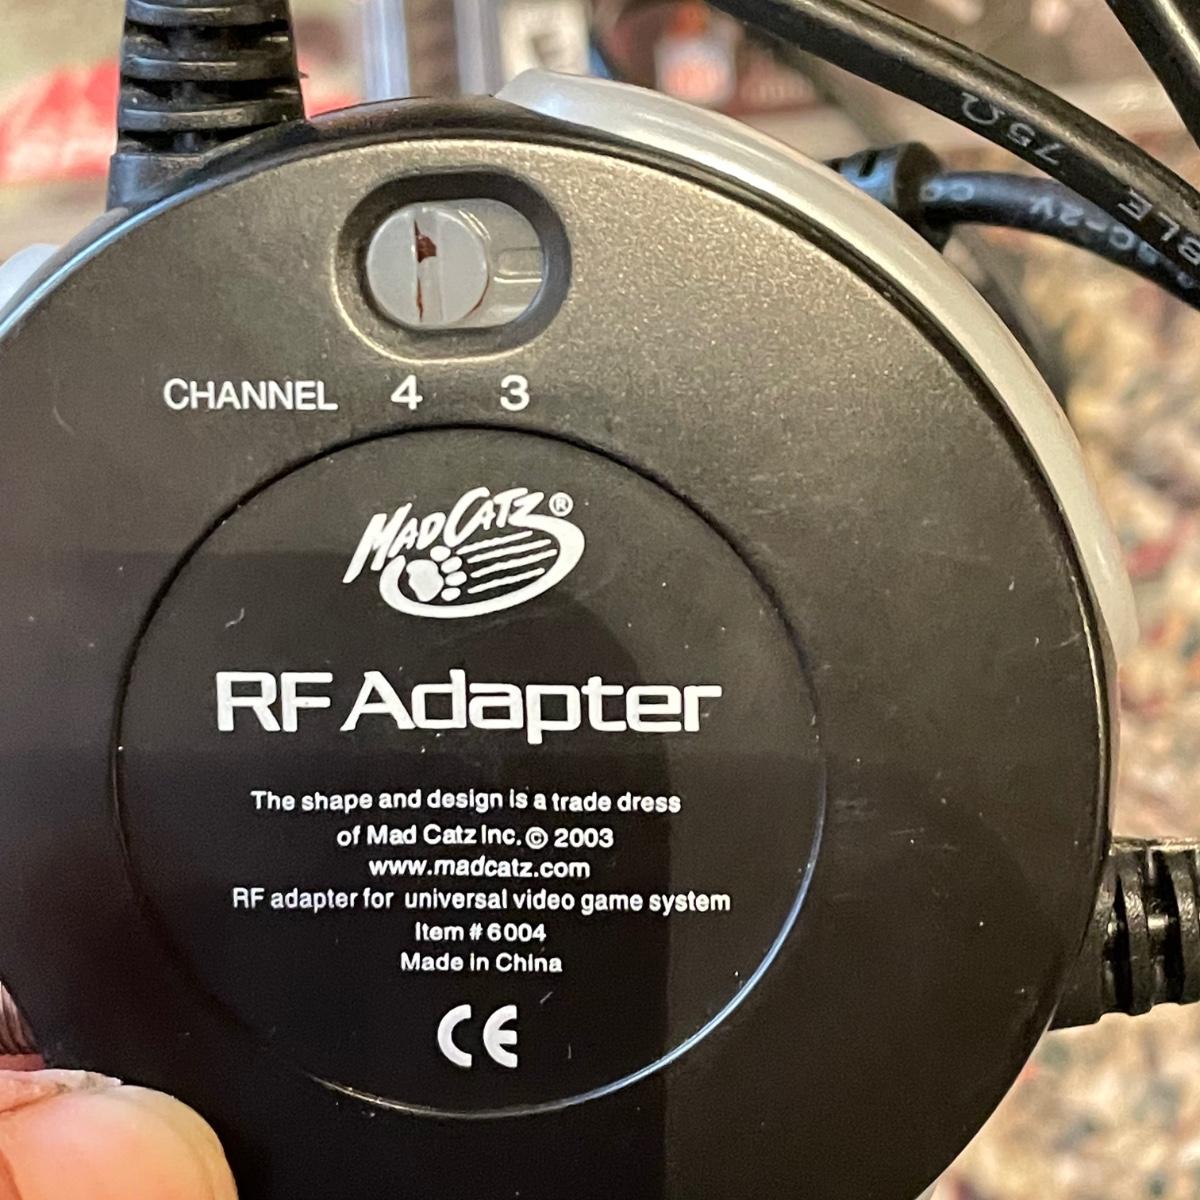 75Ω
CHANNEL 4 3
MAD CATZ®
RF Adapter
The shape and design is a trade dress
of Mad Catz Inc. © 2003
www.madcatz.com
RF adapter for universal video game system
Item # 6004
Made in China
CE